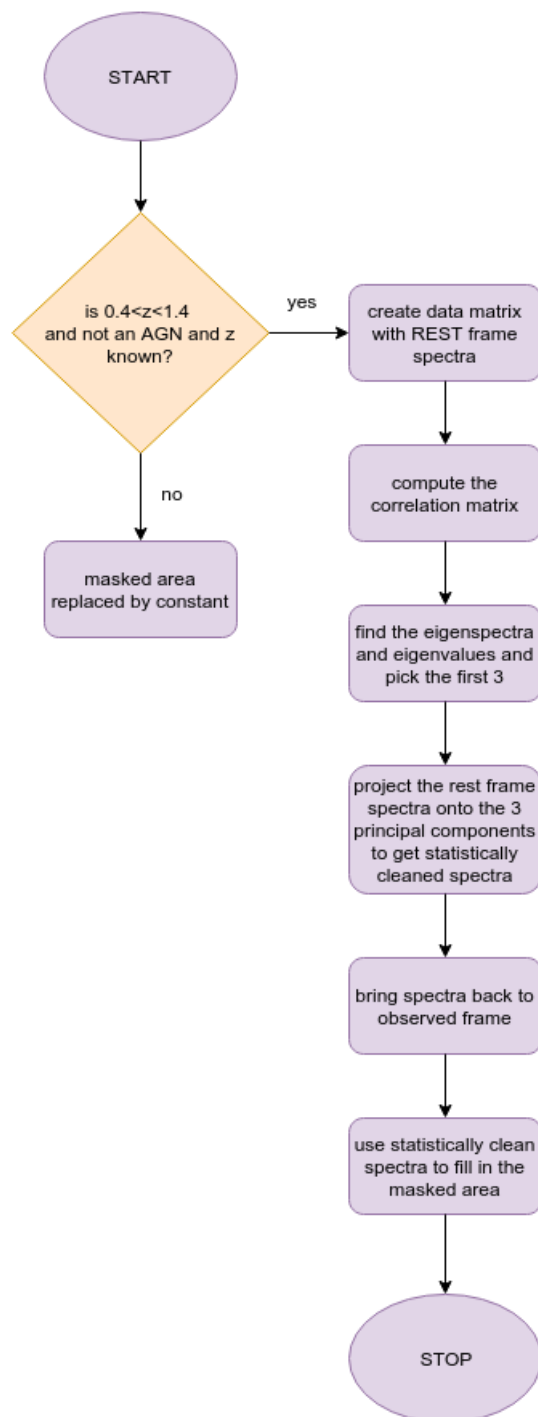 START
is 0.4<z<1.4
and not an AGN and z
known?
yes
create data matrix
with REST frame
spectra
no
compute the
correlation matrix
masked area
replaced by constant
find the eigenspectra
and eigenvalues and
pick the first 3
project the rest frame
spectra onto the 3
principal components
to get statistically
cleaned spectra
bring spectra back to
observed frame
use statistically clean
spectra to fill in the
masked area
STOP